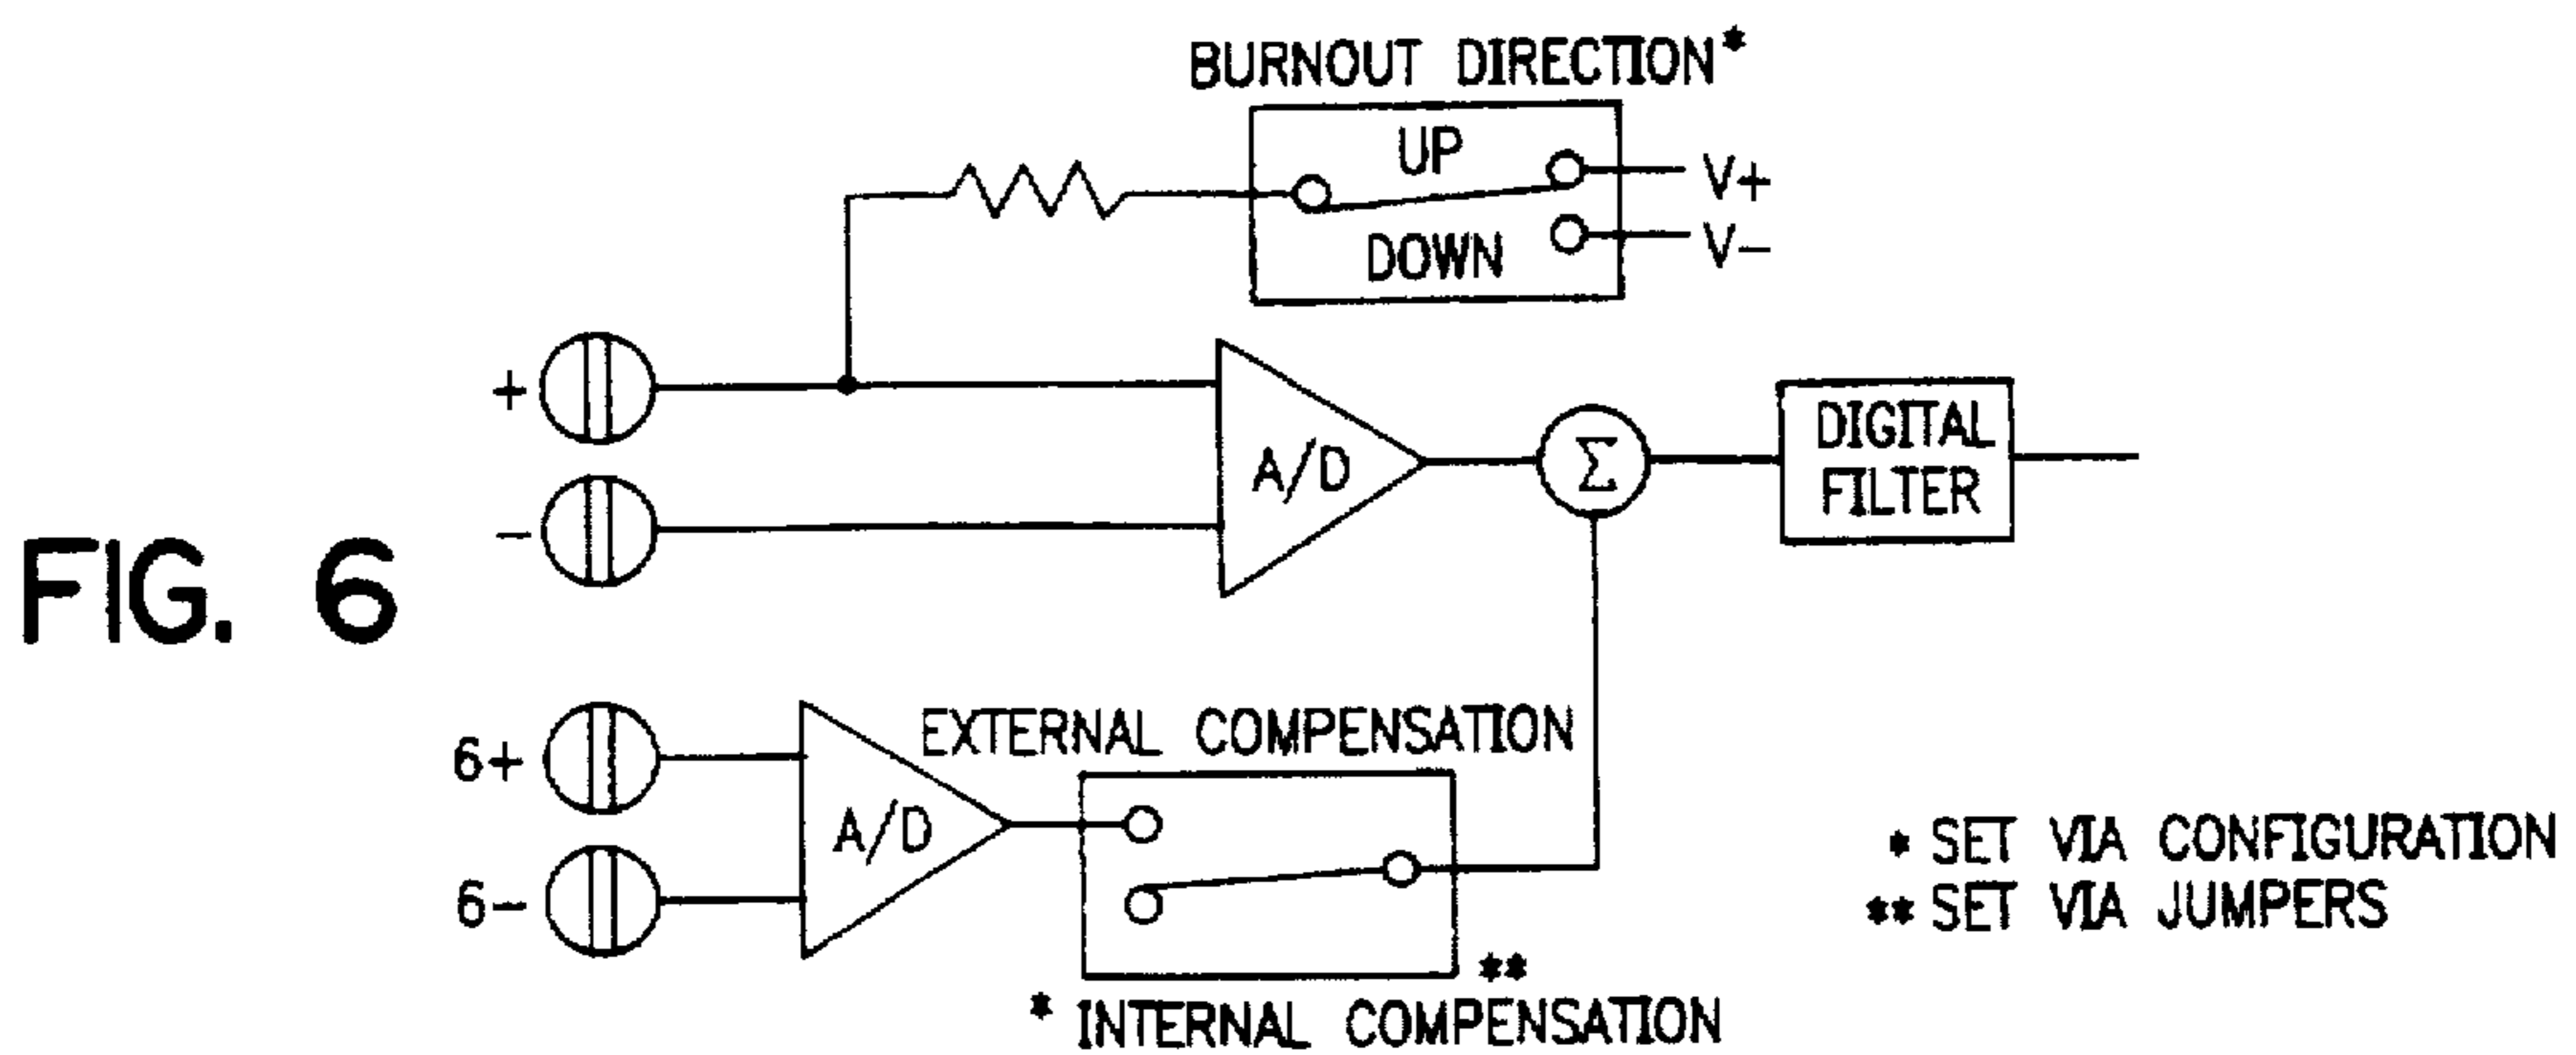 BURNOUT DIRECTION*
UP
V+
DOWN
V-
+
A/D
Σ
DIGITAL
FILTER
-
FIG. 6
EXTERNAL COMPENSATION
6+
A/D
6-
* SET VIA CONFIGURATION
** SET VIA JUMPERS
**
* INTERNAL COMPENSATION